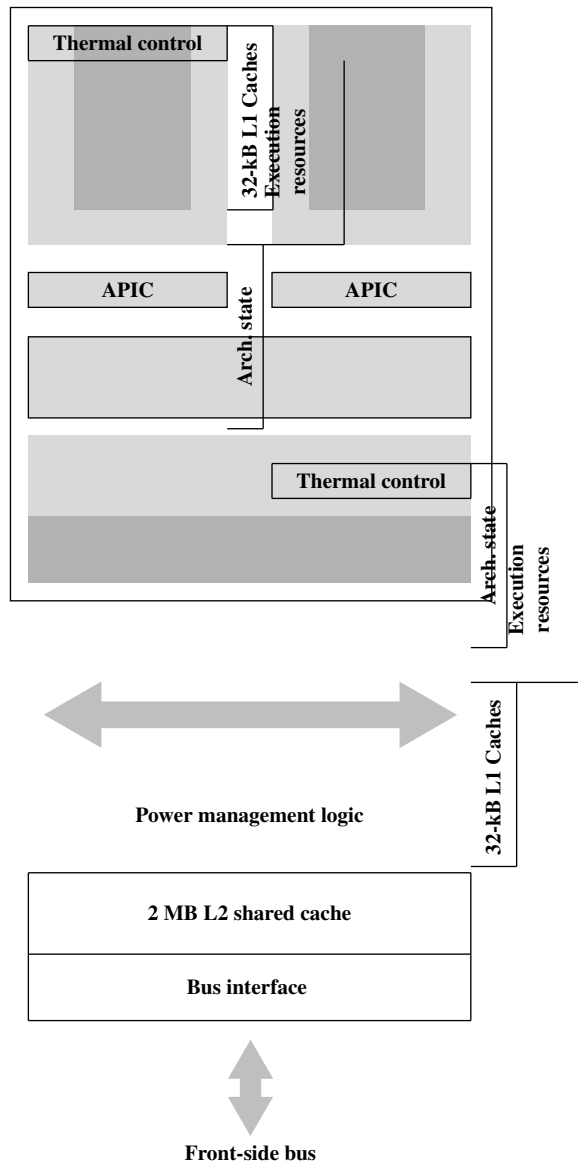 Thermal control
32-kB L1 Caches
Execution
resources
APIC
APIC
Arch. state
Thermal control
Arch. state
Execution
resources
32-kB L1 Caches
Power management logic
2 MB L2 shared cache
Bus interface
Front-side bus